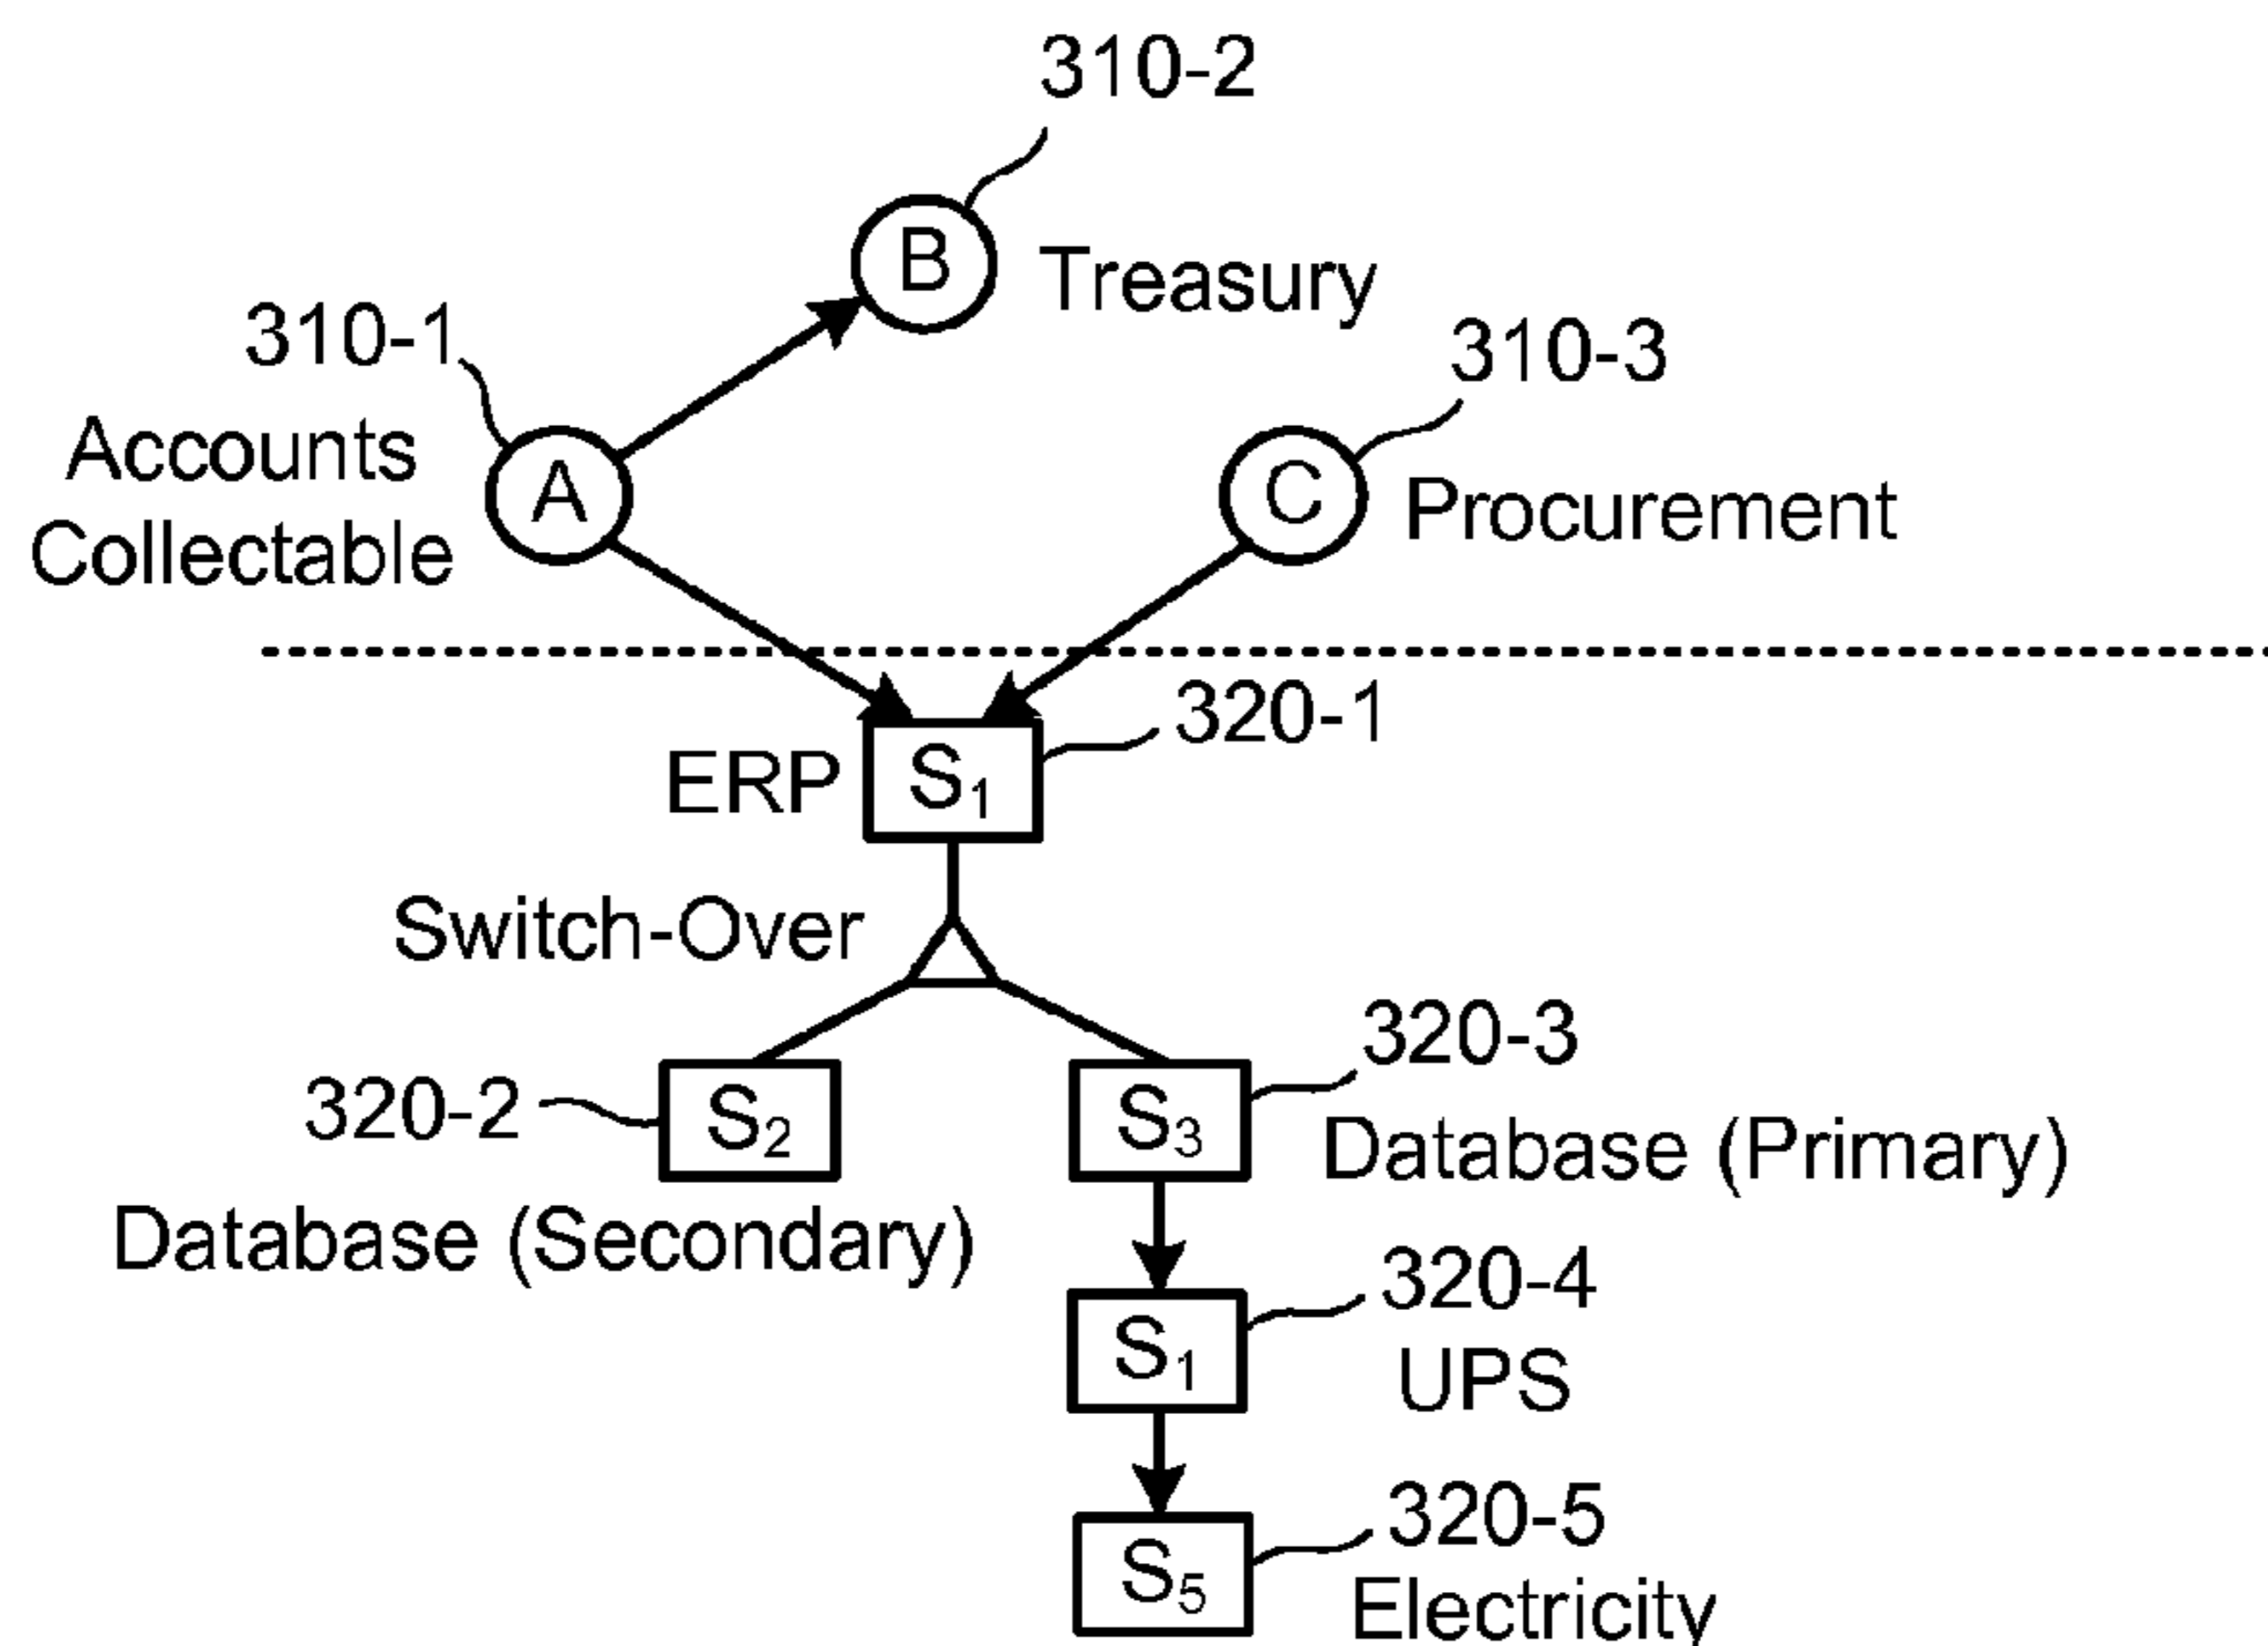 310-2
B
Treasury
310-1
310-3
Accounts
Collectable
A
C
Procurement
320-1
ERP
S1
Switch-Over
320-3
320-2
S2
S3
Database (Primary)
Database (Secondary)
320-4
S1
UPS
320-5
S5
Electricity